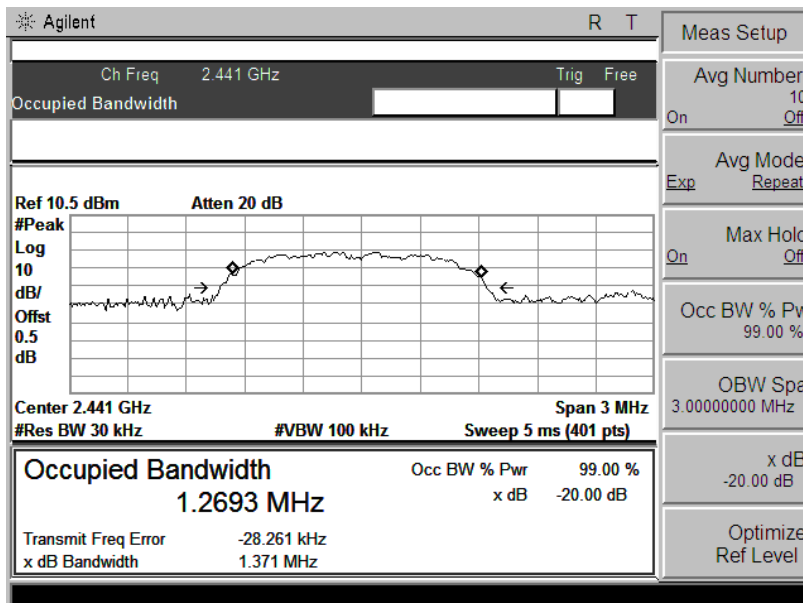 Agilent R T
Ch Freq 2.441 GHz Trig Free
Occupied Bandwidth
Ref 10.5 dBm Atten 20 dB
#Peak
Log
10
dB/
Offst
0.5
dB
Center 2.441 GHz Span 3 MHz
#Res BW 30 kHz #VBW 100 kHz Sweep 5 ms (401 pts)
Occupied Bandwidth Occ BW % Pwr 99.00 %
1.2693 MHz x dB -20.00 dB
Transmit Freq Error -28.261 kHz
x dB Bandwidth 1.371 MHz
Meas Setup
Avg Number
10
On Off
Avg Mode
Exp Repeat
Max Hold
On Off
Occ BW % Pw
99.00 %
OBW Spa
3.00000000 MHz
x dB
-20.00 dB
Optimize
Ref Level